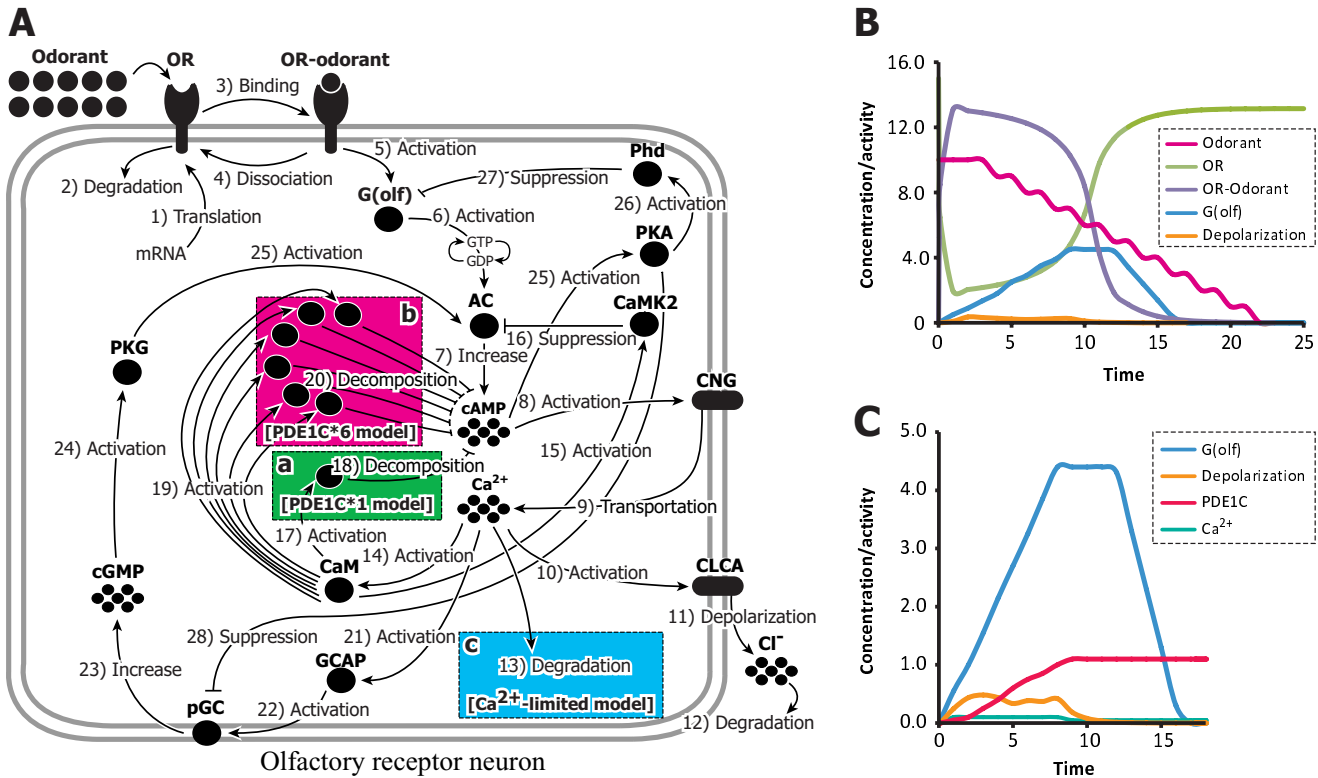 A
Odorant
OR
OR-odorant
3) Binding
5) Activation
2) Degradation
4) Dissociation
1) Translation
mRNA
Phd
27) Suppression
G(olf)
6) Activation
26) Activation
GTP
GDP
PKA
25) Activation
25) Activation
AC
CaMK2
16) Suppression
7) Increase
b
PKG
20) Decomposition
cAMP
8) Activation
CNG
[PDE1C*6 model]
24) Activation
15) Activation
a
18) Decomposition
Ca2+
[PDE1C*1 model]
19) Activation
9) Transportation
17) Activation
14) Activation
CaM
10) Activation
CLCA
cGMP
11) Depolarization
28) Suppression
21) Activation
c
Cl−
13) Degradation
[Ca2+-limited model]
GCAP
23) Increase
pGC
22) Activation
12) Degradation
Olfactory receptor neuron
B
Concentration/activity
16.0
12.0
8.0
4.0
0
0
5
10
15
20
25
Time
Odorant
OR
OR-Odorant
G(olf)
Depolarization
C
Concentration/activity
5.0
4.0
3.0
2.0
1.0
0.0
0
5
10
15
Time
G(olf)
Depolarization
PDE1C
Ca2+